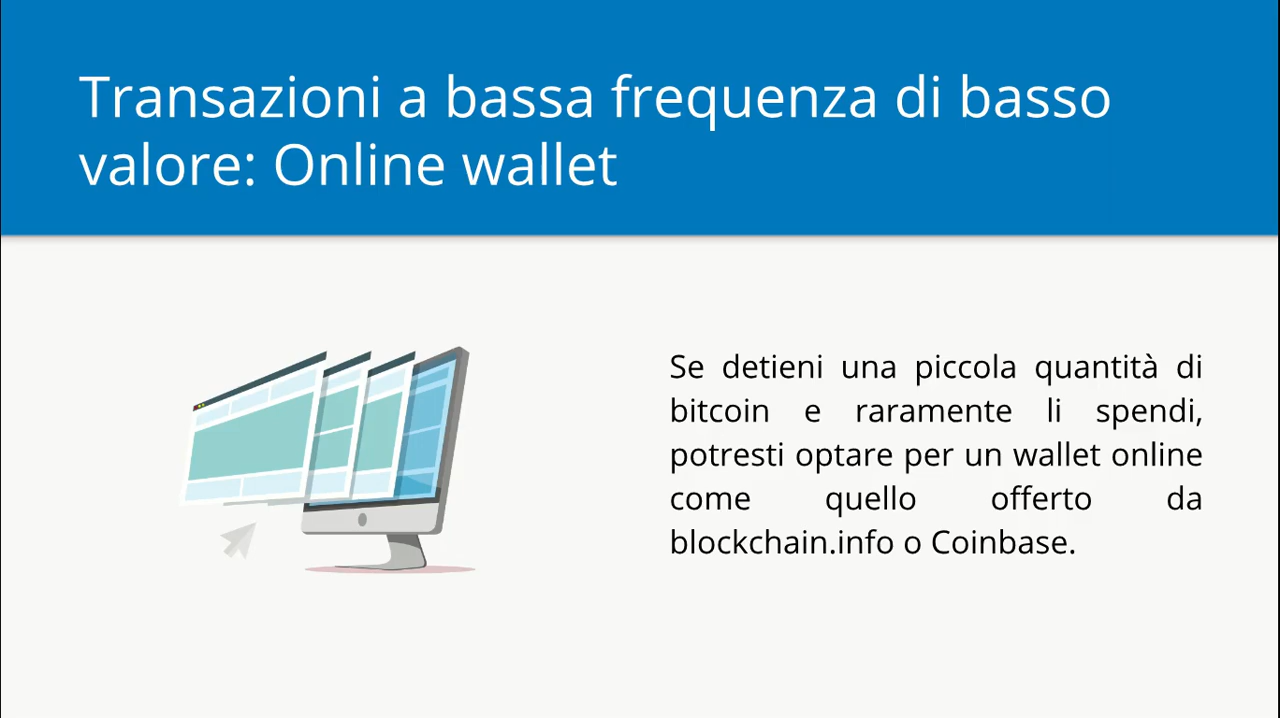 Transazioni a bassa frequenza di basso
valore: Online wallet
Se detieni una piccola quantità di
bitcoin e raramente li spendi,
potresti optare per un wallet online
come quello offerto da
blockchain.info o Coinbase.